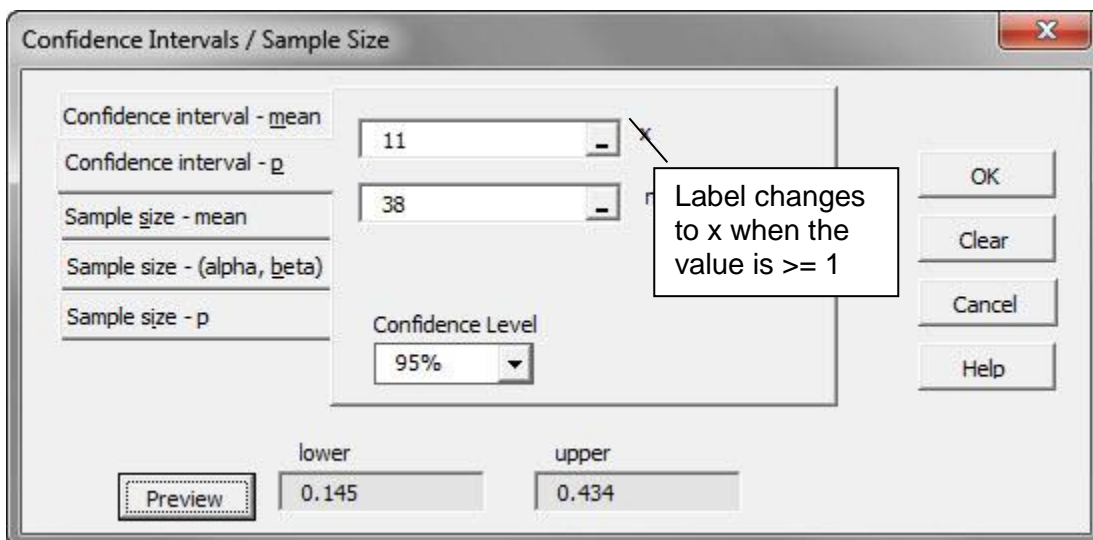 Confidence Intervals / Sample Size
Confidence interval - mean
Confidence interval - p
Sample size - mean
Sample size - (alpha, beta)
Sample size - p
11
x
38
Label changes
to x when the
value is >= 1
Confidence Level
95%
OK
Clear
Cancel
Help
lower
upper
Preview
0.145
0.434